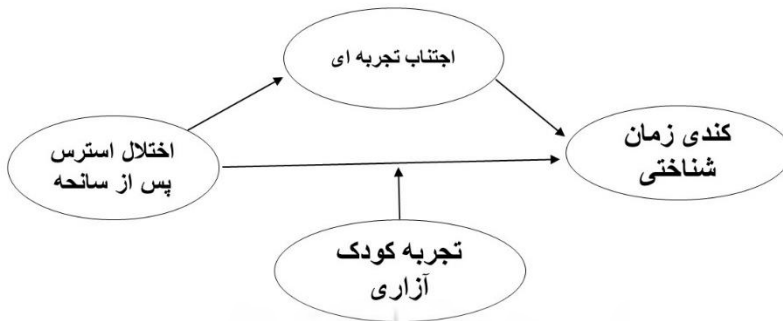 اجتناب تجربه ای
اختلال استرس
پس از سانحه
کندی زمان
شناختی
تجربه کودک
آزاری